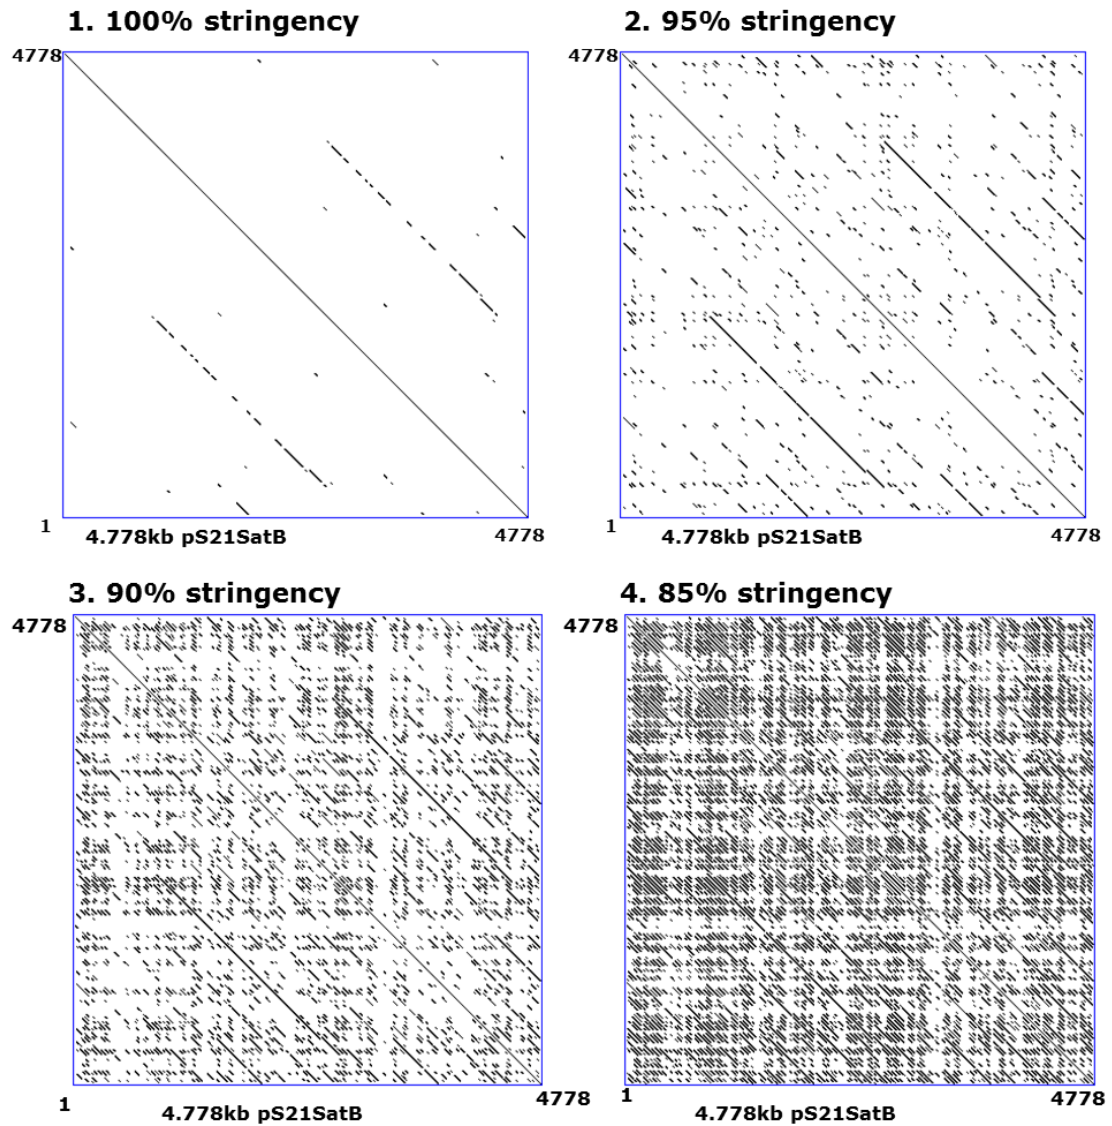 1. 100% stringency
2. 95% stringency
4778
4778
1
4.778kb pS21SatB
4778
1
4.778kb pS21SatB
4778
3. 90% stringency
4. 85% stringency
4778
4778
1
4.778kb pS21SatB
4778
1
4.778kb pS21SatB
4778